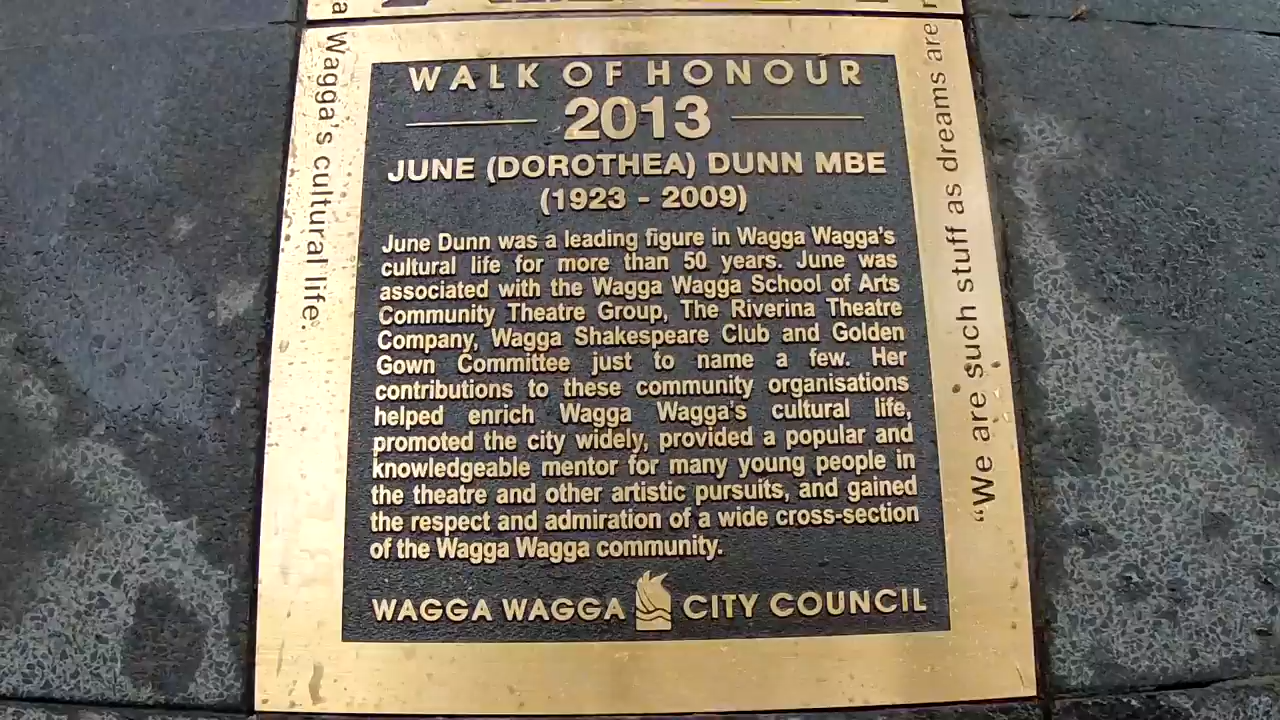 WALK OF HONOUR
2013
JUNE (DOROTHEA) DUNN MBE
(1923 - 2009)
June Dunn was a leading figure in Wagga Wagga's
cultural life for more than 50 years. June was
associated with the Wagga Wagga School of Arts
Community Theatre Group, The Riverina Theatre
Company, Wagga Shakespeare Club and Golden
Gown Committee just to name a few. Her
contributions to these community organisations
helped enrich Wagga Wagga's cultural life,
promoted the city widely, provided a popular and
knowledgeable mentor for many young people in
the theatre and other artistic pursuits, and gained
the respect and admiration of a wide cross-section
of the Wagga Wagga community.
WAGGA WAGGA CITY COUNCIL
Wagga's cultural life.
"We are such stuff as dreams are